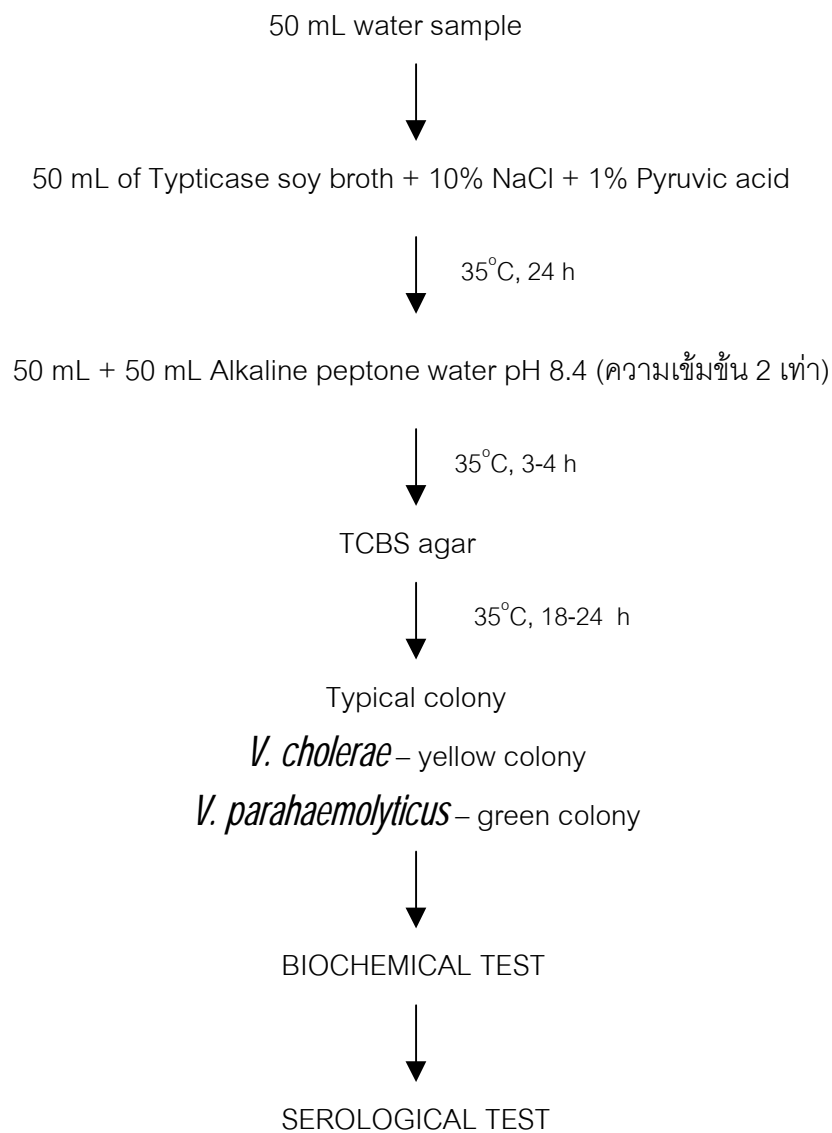 50 mL water sample
50 mL of Typticase soy broth + 10% NaCl + 1% Pyruvic acid
35°C, 24 h
50 mL + 50 mL Alkaline peptone water pH 8.4 (ความเข้มข้น 2 เท่า)
35°C, 3-4 h
TCBS agar
35°C, 18-24 h
Typical colony
V. cholerae – yellow colony
V. parahaemolyticus – green colony
BIOCHEMICAL TEST
SEROLOGICAL TEST